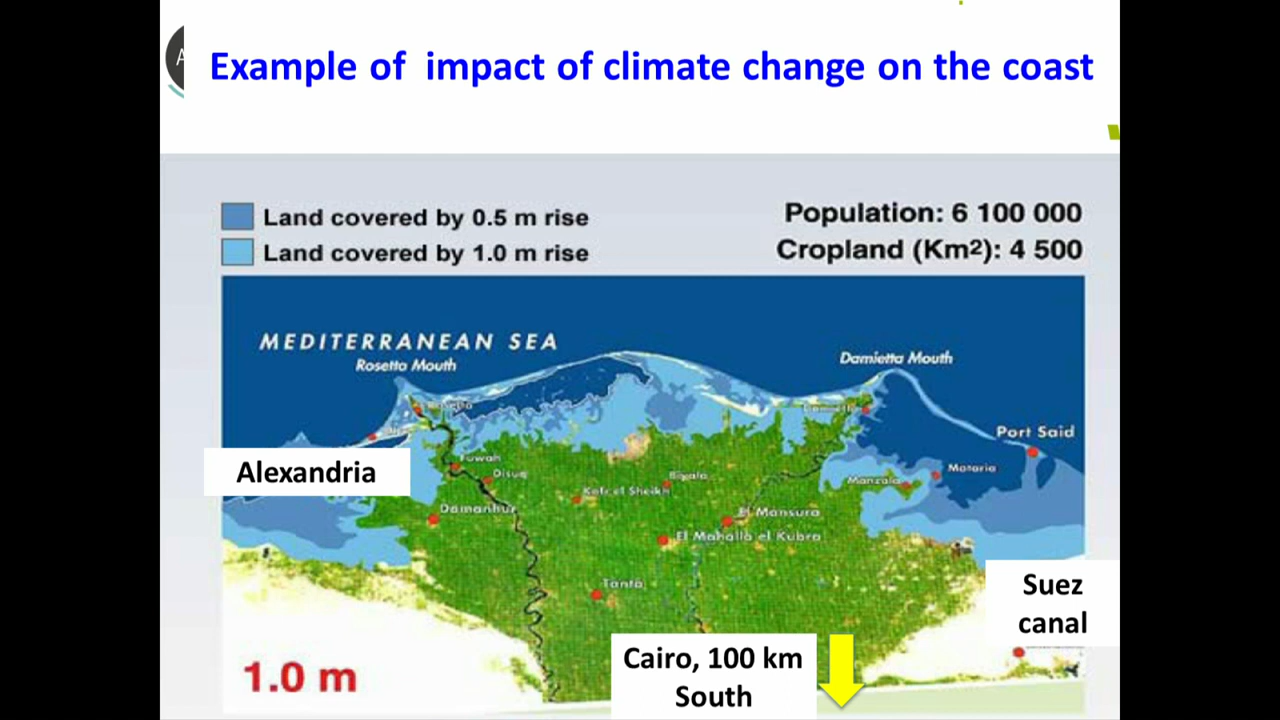 Example of impact of climate change on the coast
Land covered by 0.5 m rise
Population: 6 100 000
Land covered by 1.0 m rise
Cropland (Km2): 4 500
MEDITERRANEAN SEA
Rosetta Mouth
Damietta Mouth
Port Said
Alexandria
Fuwah
Disuq
Biyala
Mataria
Manzala
Kafr el Sheikh
Damanhur
El Mansura
El Mahalla el Kubra
Tanta
Suez
canal
1.0 m
Cairo, 100 km
South